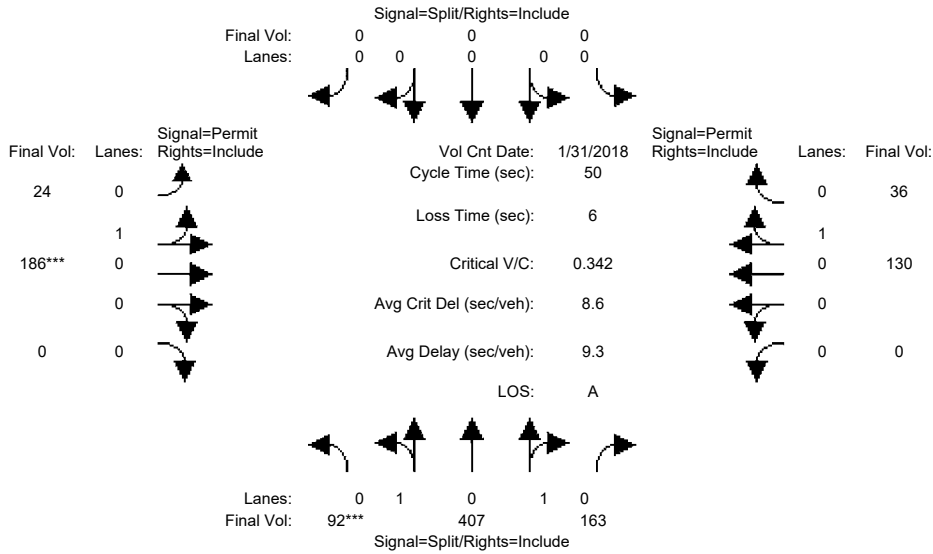 Signal=Split/Rights=Include
Final Vol: 0 0 0
Lanes: 0 0 0 0 0
Signal=Permit
Final Vol: Lanes: Rights=Include
Vol Cnt Date: 1/31/2018
Signal=Permit
Rights=Include Lanes: Final Vol:
Cycle Time (sec): 50
24 0
0 36
Loss Time (sec): 6
1
1
186*** 0
Critical V/C: 0.342
0 130
0
Avg Crit Del (sec/veh): 8.6
0
0 0
Avg Delay (sec/veh): 9.3
0 0
LOS: A
Lanes: 0 1 0 1 0
Final Vol: 92*** 407 163
Signal=Split/Rights=Include